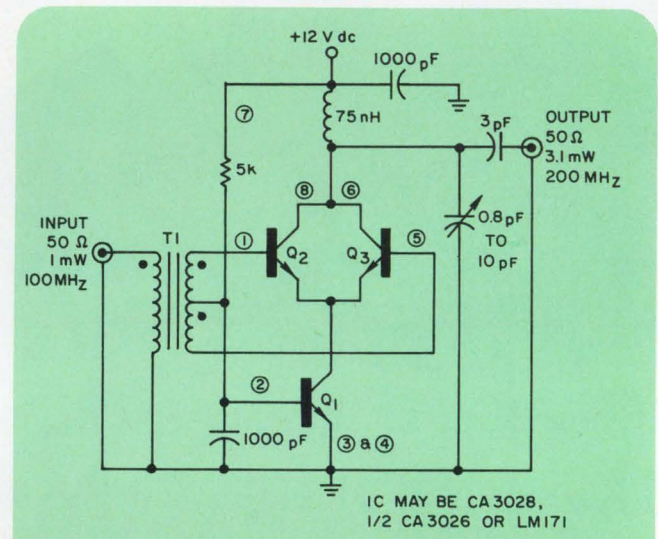 +12 V dc
1000 pF
⑦
75 nH
3 pF
OUTPUT
50 Ω
3.1 mW
200 MHz
5k
⑧
⑥
INPUT
50 Ω
1 mW
100 MHz
T1
①
Q2
Q3
⑤
0.8 pF
TO
10 pF
②
Q1
1000 pF
③ & ④
IC MAY BE CA3028,
1/2 CA3026 OR LM171